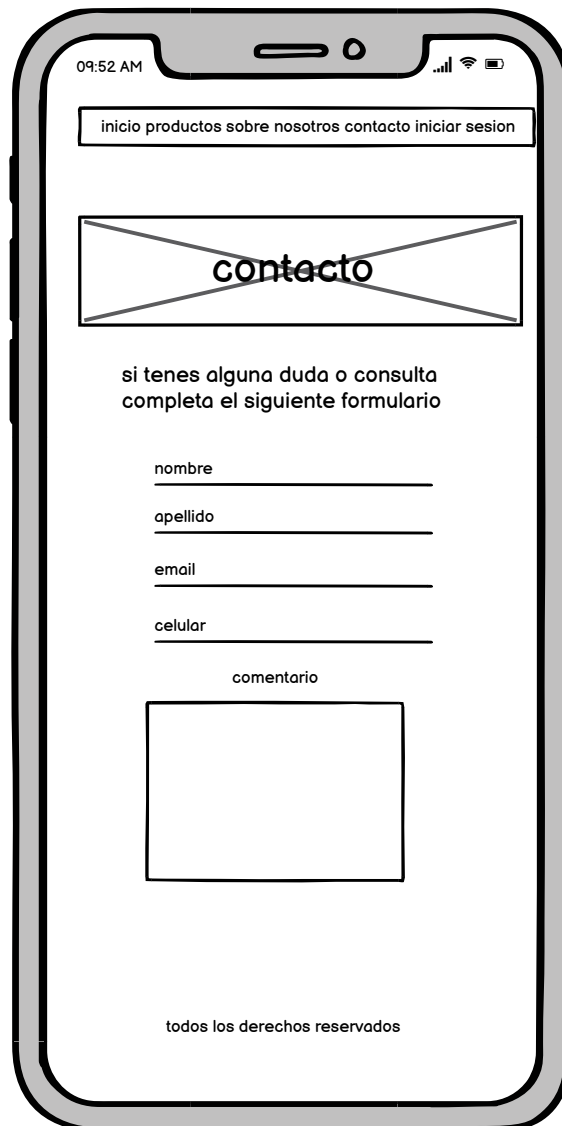 09:52 AM
inicio productos sobre nosotros contacto iniciar sesion
contacto
si tenes alguna duda o consulta
completa el siguiente formulario
nombre
apellido
email
celular
comentario
todos los derechos reservados